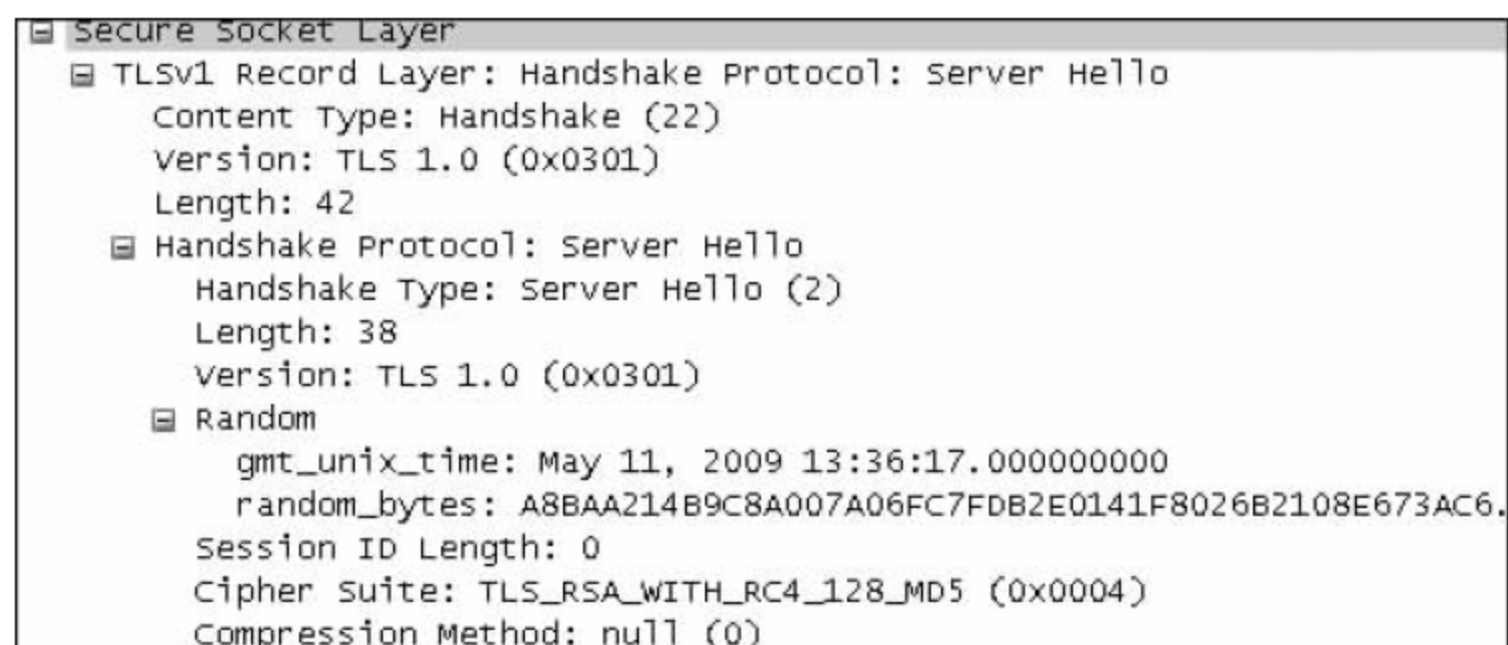 Secure Socket Layer
TLSv1 Record Layer: Handshake Protocol: Server Hello
Content Type: Handshake (22)
Version: TLS 1.0 (0x0301)
Length: 42
Handshake Protocol: Server Hello
Handshake Type: Server Hello (2)
Length: 38
Version: TLS 1.0 (0x0301)
Random
gmt_unix_time: May 11, 2009 13:36:17.000000000
random_bytes: A8BAA214B9C8A007A06FC7FDB2E0141F8026B2108E673AC6.
Session ID Length: 0
Cipher Suite: TLS_RSA_WITH_RC4_128_MD5 (0x0004)
Compression Method: null (0)